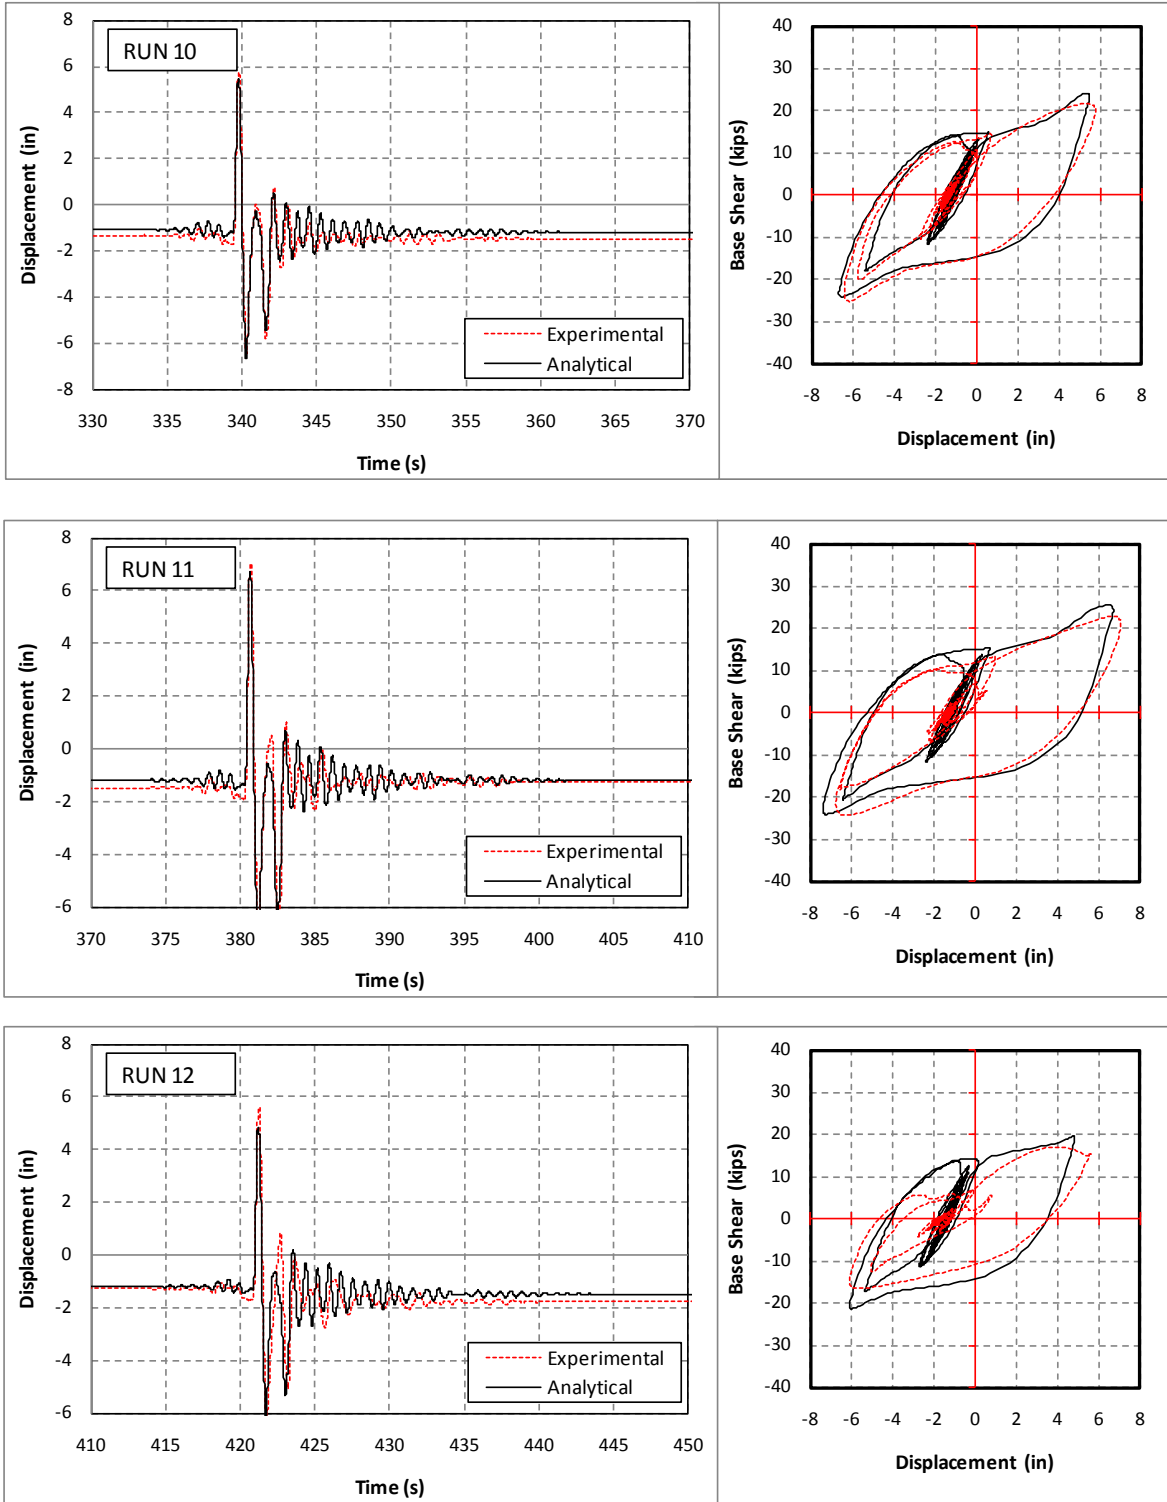 RUN 10
Displacement (in)
8
6
4
2
0
-2
-4
-6
-8
Experimental
Analytical
330 335 340 345 350 355 360 365 370
Time (s)
Base Shear (kips)
40
30
20
10
0
-10
-20
-30
-40
-8 -6 -4 -2 0 2 4 6 8
Displacement (in)
RUN 11
Displacement (in)
8
6
4
2
0
-2
-4
-6
Experimental
Analytical
370 375 380 385 390 395 400 405 410
Time (s)
Base Shear (kips)
40
30
20
10
0
-10
-20
-30
-40
-8 -6 -4 -2 0 2 4 6 8
Displacement (in)
RUN 12
Displacement (in)
8
6
4
2
0
-2
-4
-6
Experimental
Analytical
410 415 420 425 430 435 440 445 450
Time (s)
Base Shear (kips)
40
30
20
10
0
-10
-20
-30
-40
-8 -6 -4 -2 0 2 4 6 8
Displacement (in)